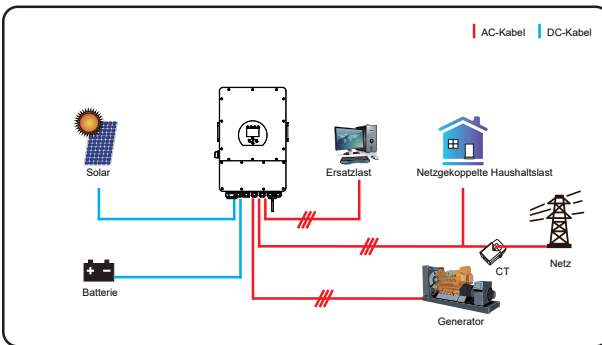 AC-Kabel DC-Kabel
Solar
Ersatzlast
Netzgekoppelte Haushaltslast
Batterie
CT
Netz
Generator